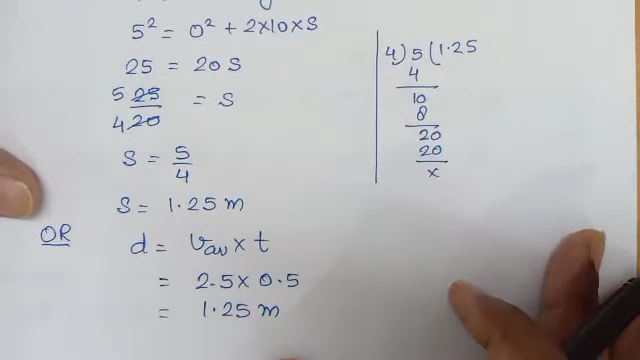 5² = 0² + 2×10×S
25 = 20 S
5 25
4 20 = S
S = 5/4
S = 1.25 m
OR d = Vav × t
= 2.5 × 0.5
= 1.25 m
4) 5 ( 1.25
4
10
8
20
20
x